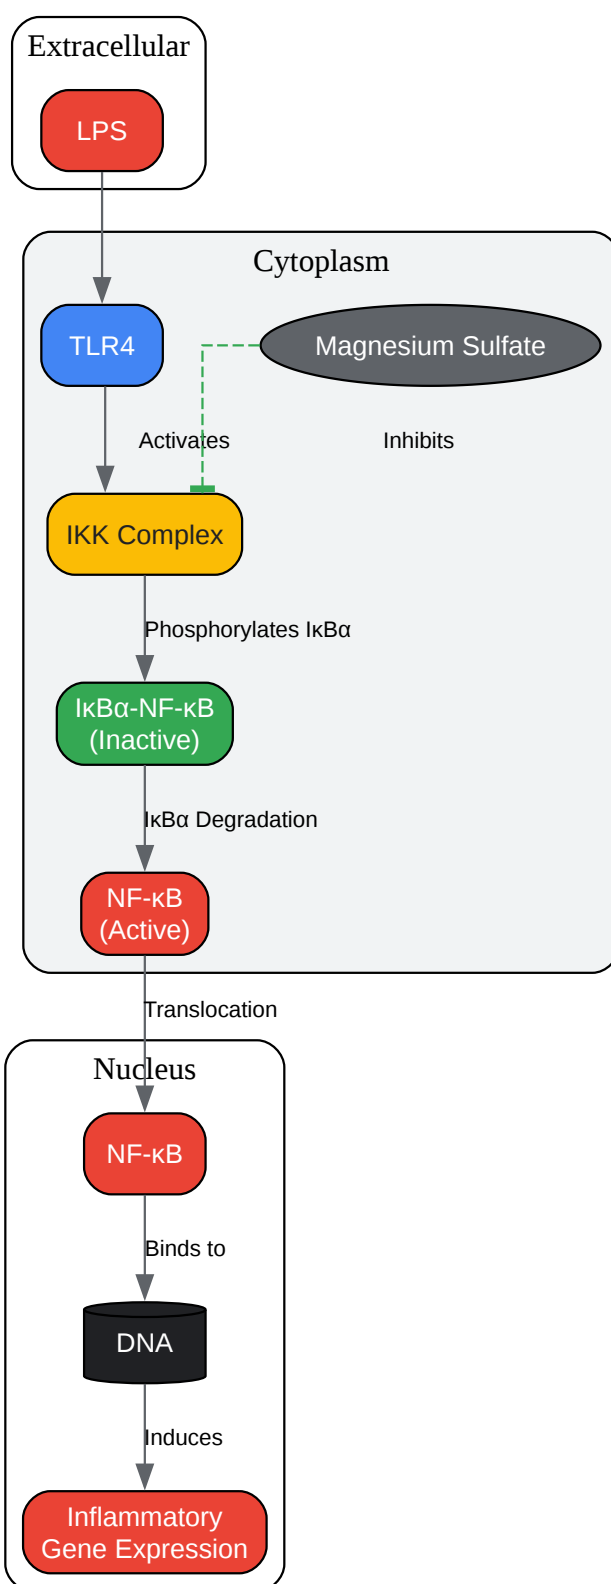 Extracellular
LPS
Cytoplasm
TLR4
Magnesium Sulfate
Activates
Inhibits
IKK Complex
Phosphorylates IκBα
IκBα-NF-κB
(Inactive)
IκBα Degradation
NF-κB
(Active)
Translocation
Nucleus
NF-κB
Binds to
DNA
Induces
Inflammatory
Gene Expression